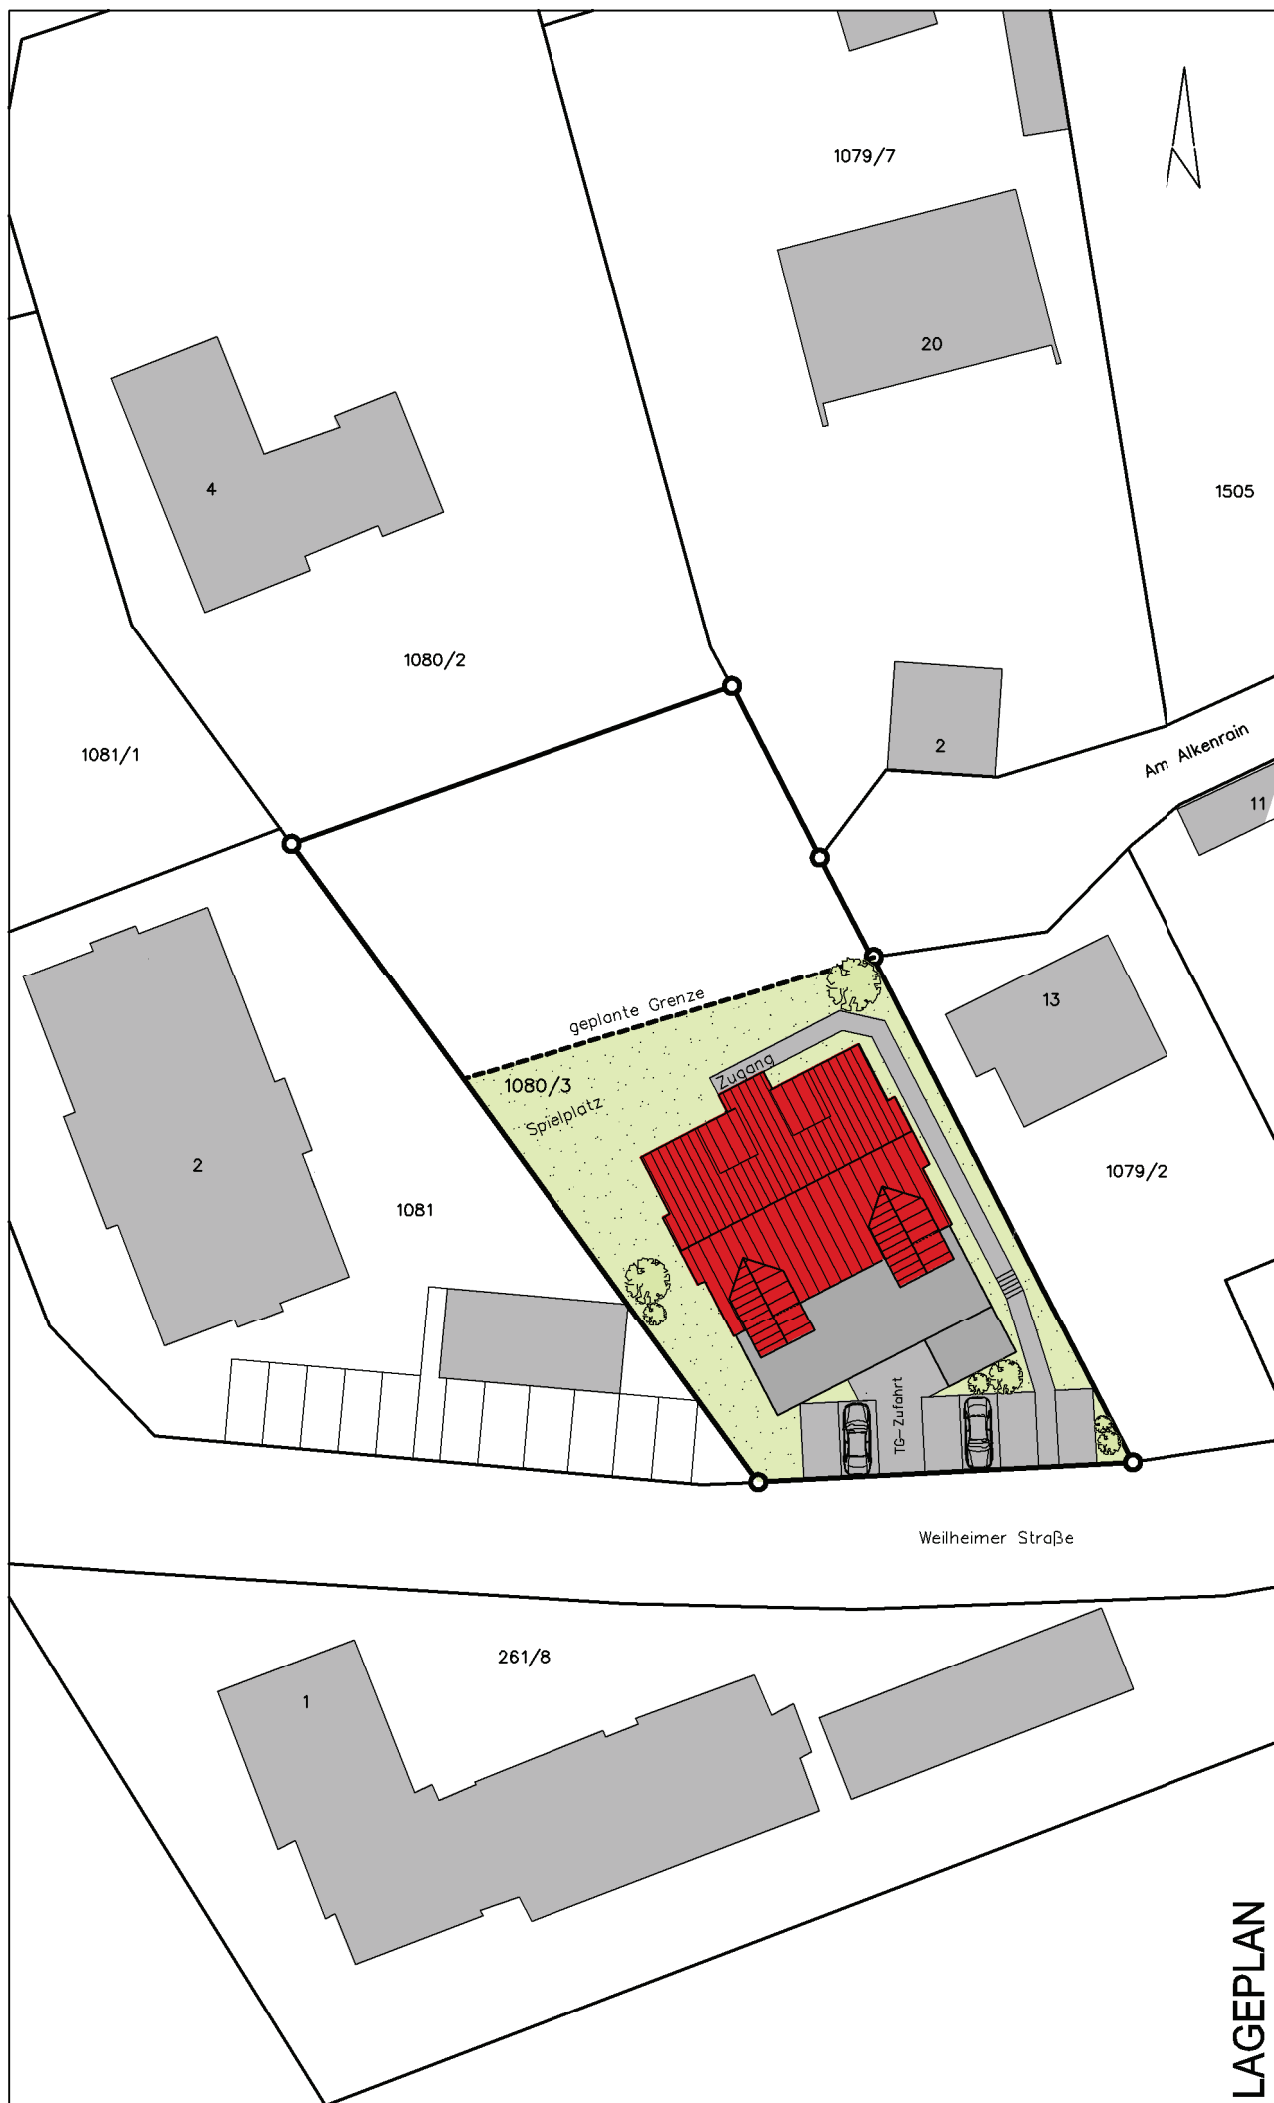 1079/7
20
4
1505
1080/2
Am Alkenrain
2
1081/1
11
13
geplante Grenze
Zugang
1080/3
Spielplatz
2
1079/2
1081
TG-Zufahrt
Weilheimer Straße
261/8
1
LAGEPLAN